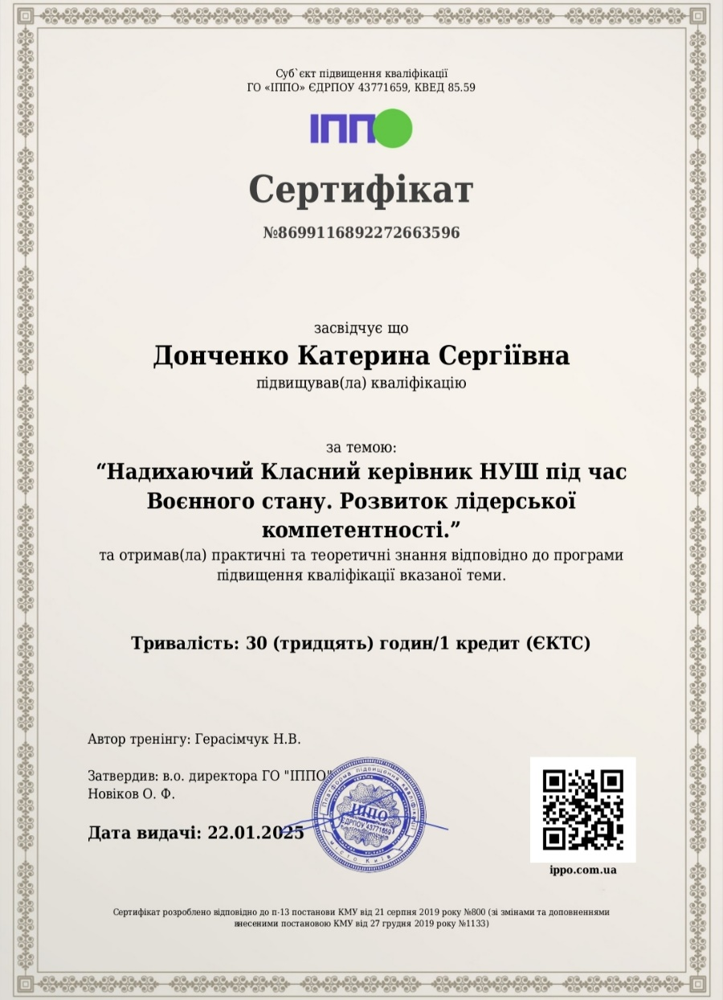 Суб`єкт підвищення кваліфікації
ГО «ІППО» ЄДРПОУ 43771659, КВЕД 85.59
ІПП
Сертифікат
№8699116892272663596
засвідчує що
Донченко Катерина Сергіївна
підвищував(ла) кваліфікацію
за темою:
“Надихаючий Класний керівник НУШ під час
Воєнного стану. Розвиток лідерської
компетентності.”
та отримав(ла) практичні та теоретичні знання відповідно до програми
підвищення кваліфікації вказаної теми.
Тривалість: 30 (тридцять) годин/1 кредит (ЄКТС)
Автор тренінгу: Герасімчук Н.В.
Затвердив: в.о. директора ГО "ІППО"
Новіков О. Ф.
Дата видачі: 22.01.2025
Платформа підвищення кваліфікації
ІППО
ЄДРПОУ 43771659
місто Київ
ippo.com.ua
Сертифікат розроблено відповідно до п-13 постанови КМУ від 21 серпня 2019 року №800 (зі змінами та доповненнями
внесеними постановою КМУ від 27 грудня 2019 року №1133)